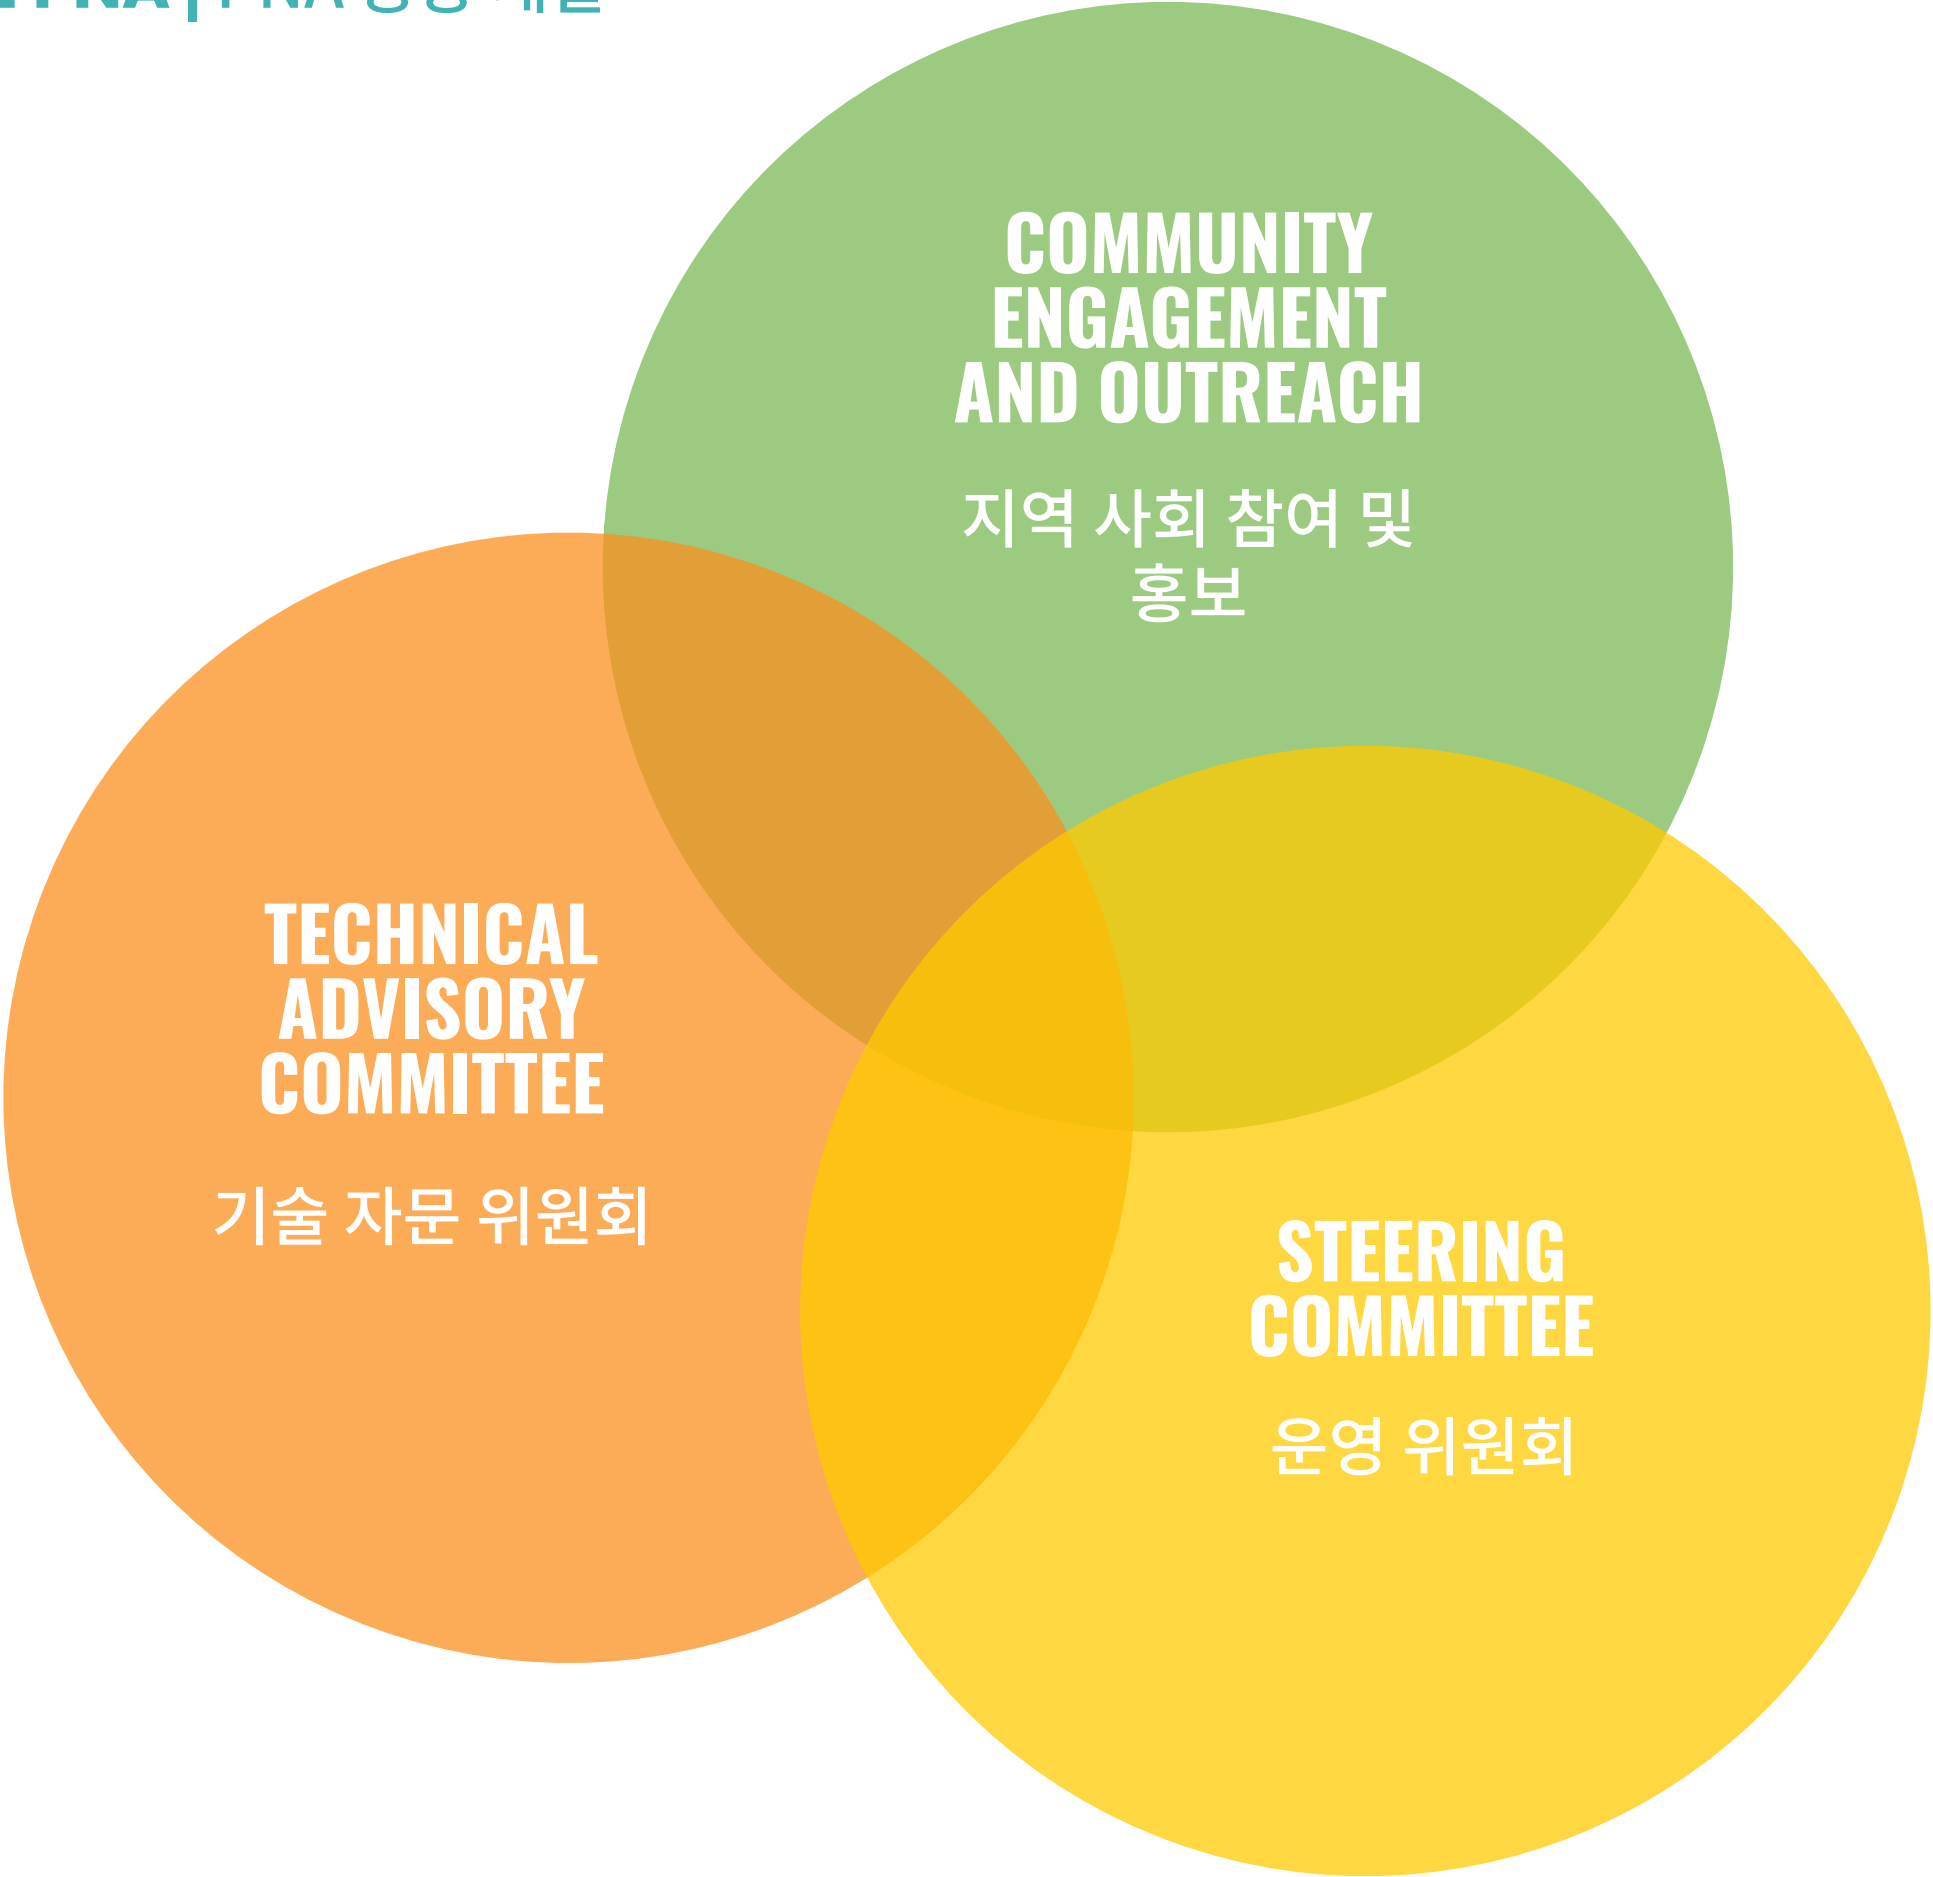 COMMUNITY
ENGAGEMENT
AND OUTREACH
지역 사회 참여 및
홍보
TECHNICAL
ADVISORY
COMMITTEE
기술 자문 위원회
STEERING
COMMITTEE
운영 위원회